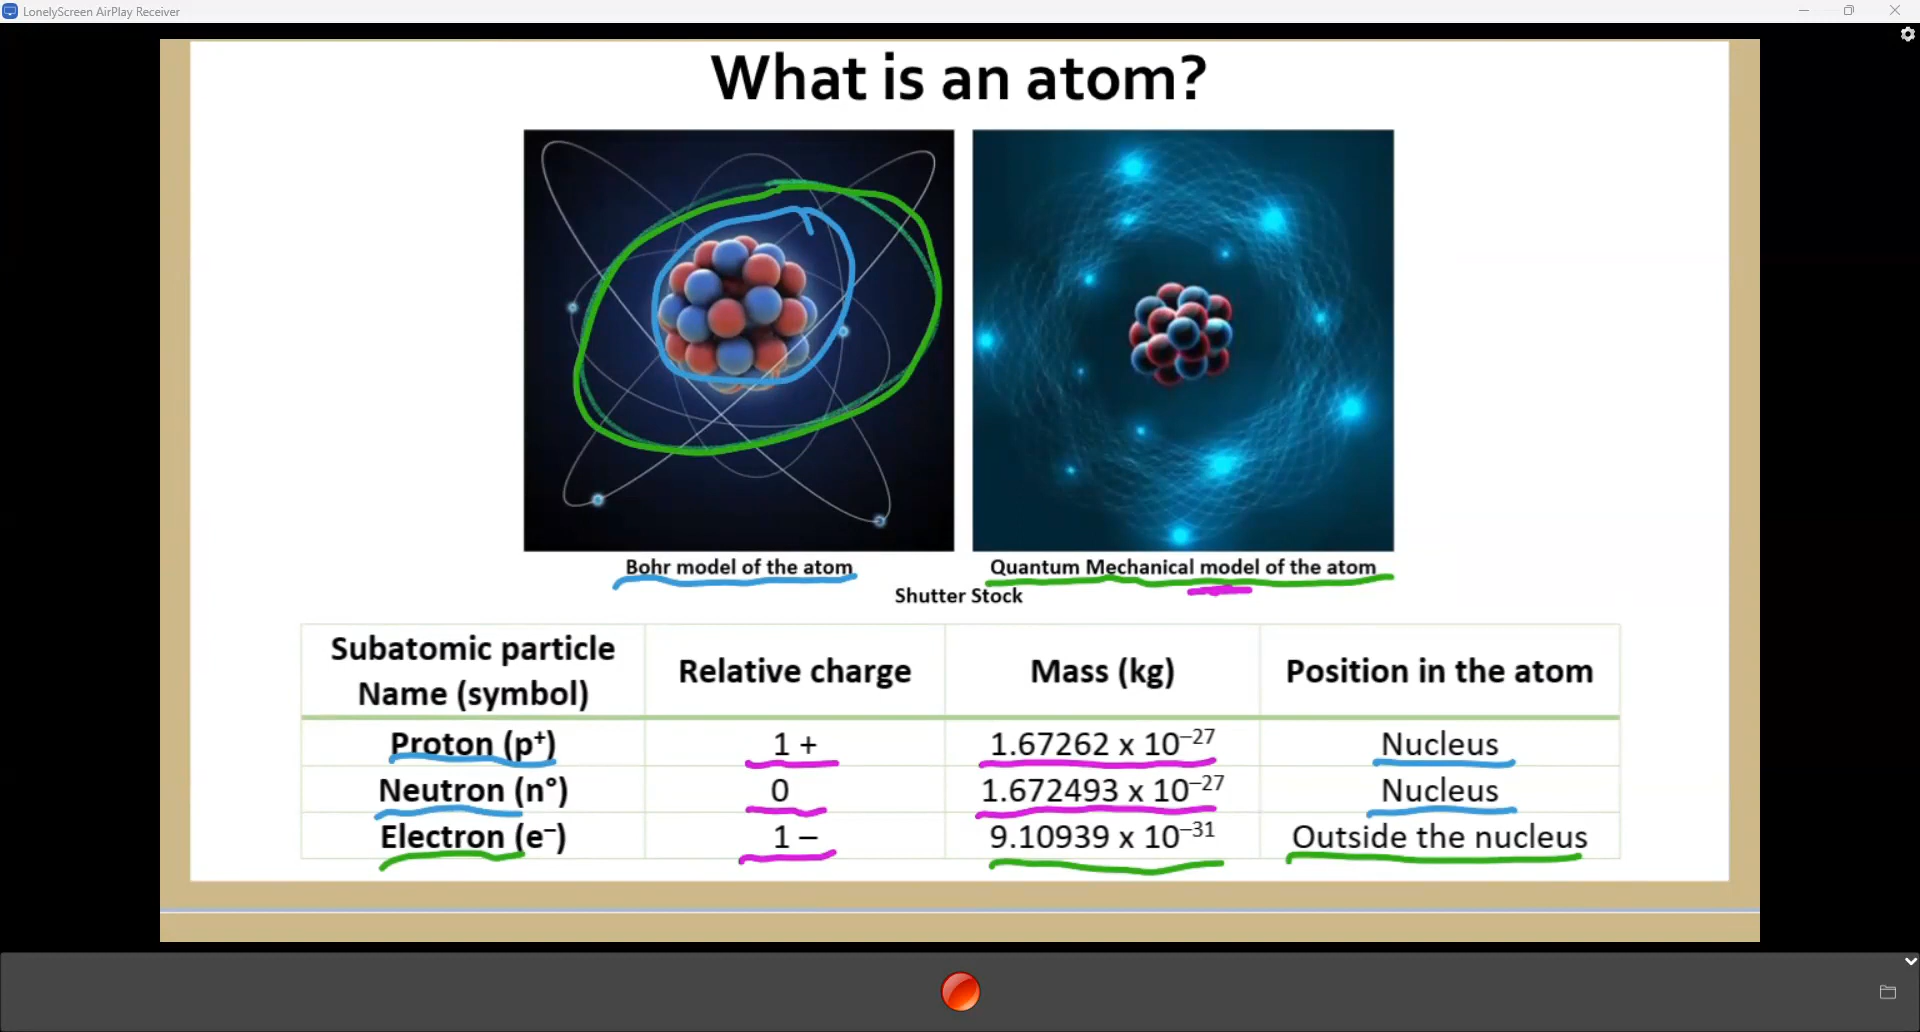 LonelyScreen AirPlay Receiver
What is an atom?
Bohr model of the atom
Quantum Mechanical model of the atom
Shutter Stock
Subatomic particle Name (symbol) Relative charge Mass (kg) Position in the atom
Proton (p⁺) 1 + 1.67262 x 10⁻²⁷ Nucleus
Neutron (n°) 0 1.672493 x 10⁻²⁷ Nucleus
Electron (e⁻) 1 – 9.10939 x 10⁻³¹ Outside the nucleus